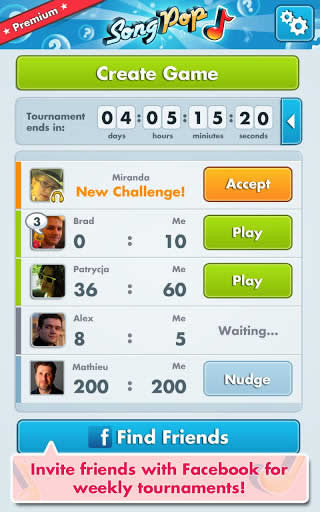 Premium
SongPop
Create Game
Tournament ends in:
04:05:15:20
days hours miniutes seconds
Miranda
New Challenge!
Accept
3
Brad Me
0 : 10
Play
Patrycja Me
36 : 60
Play
Alex Me
8 : 5
Waiting...
Mathieu Me
200 : 200
Nudge
f Find Friends
Invite friends with Facebook for
weekly tournaments!